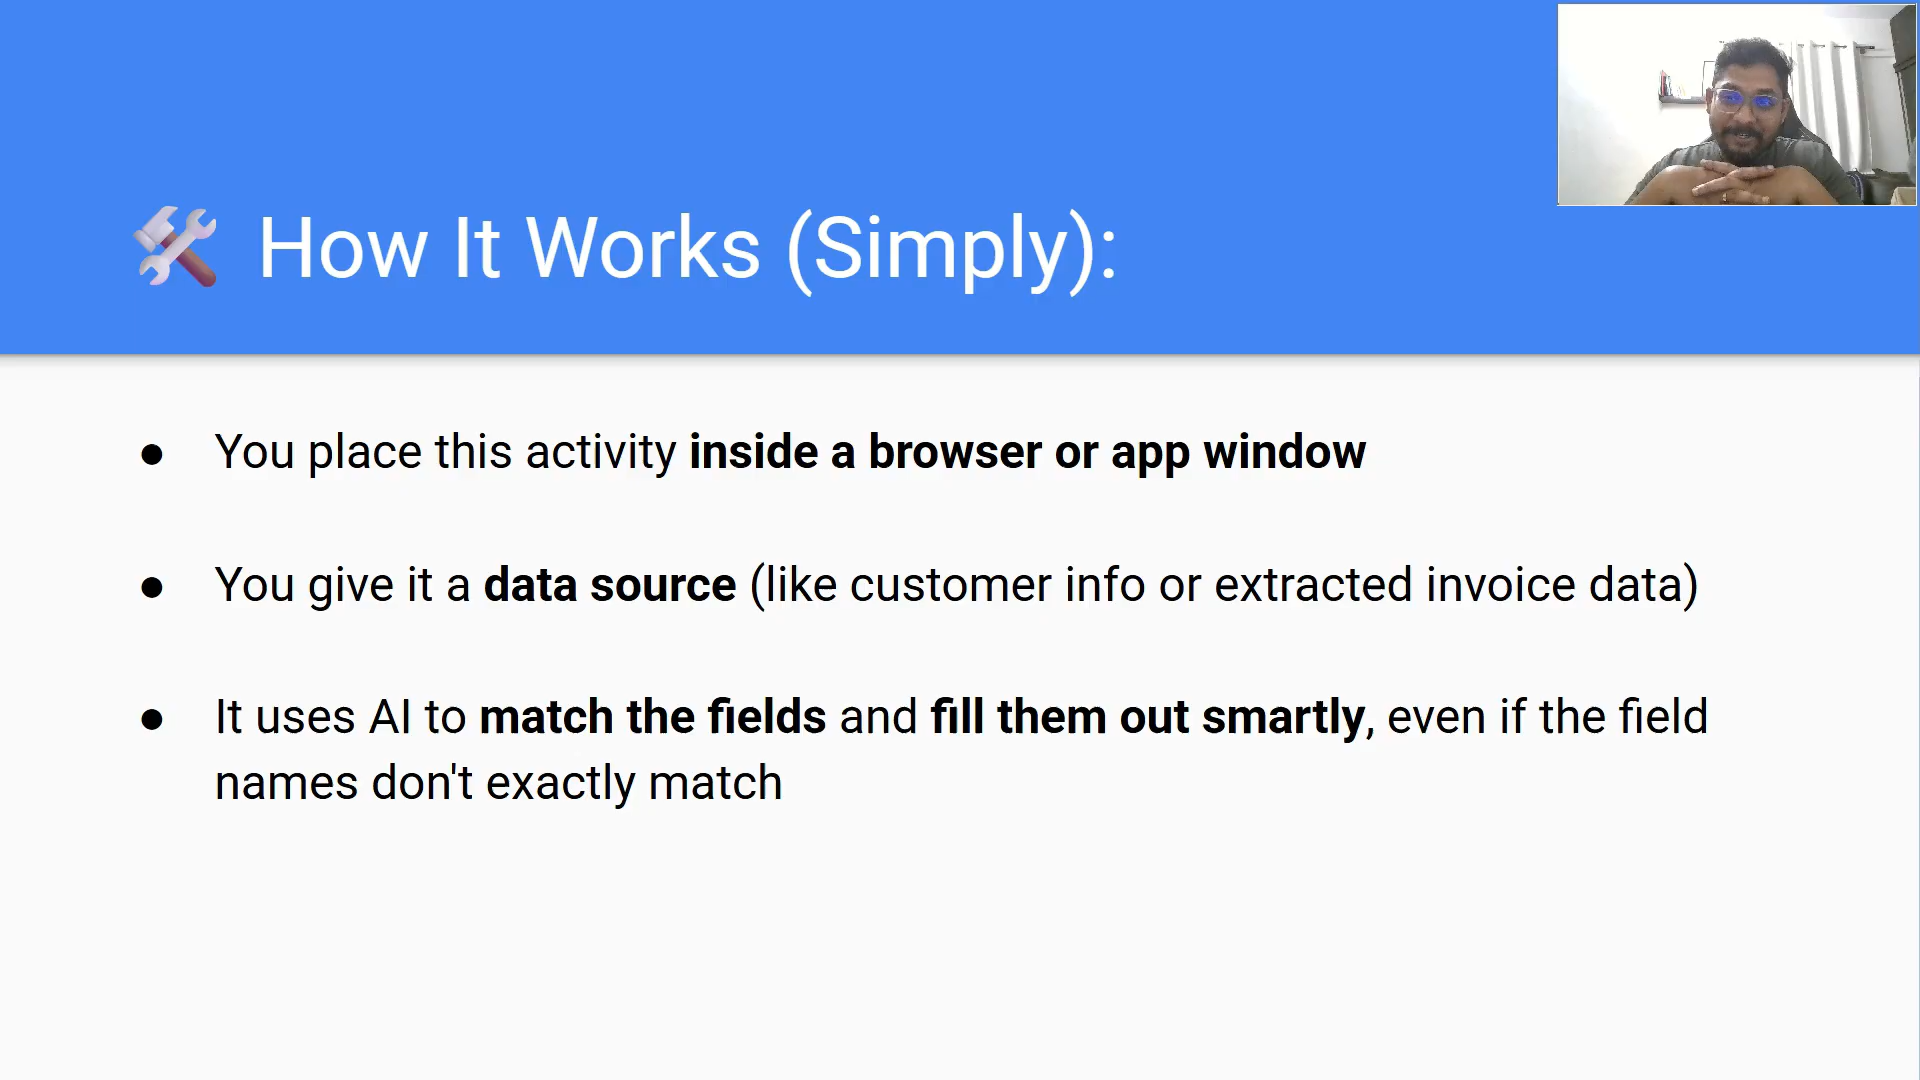 🛠️ How It Works (Simply):
● You place this activity inside a browser or app window
● You give it a data source (like customer info or extracted invoice data)
● It uses AI to match the fields and fill them out smartly, even if the field
names don't exactly match